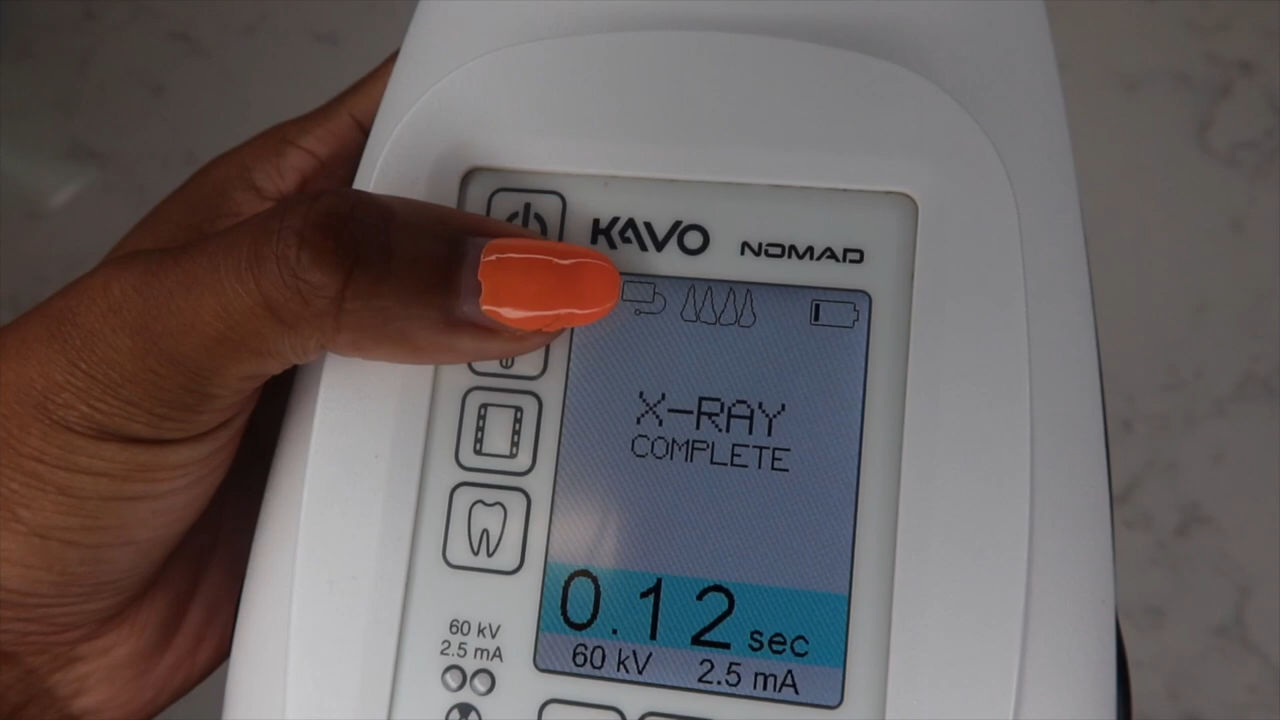 KAVO NOMAD
X-RAY
COMPLETE
0.12 sec
60 kV 2.5 mA
60 kV
2.5 mA